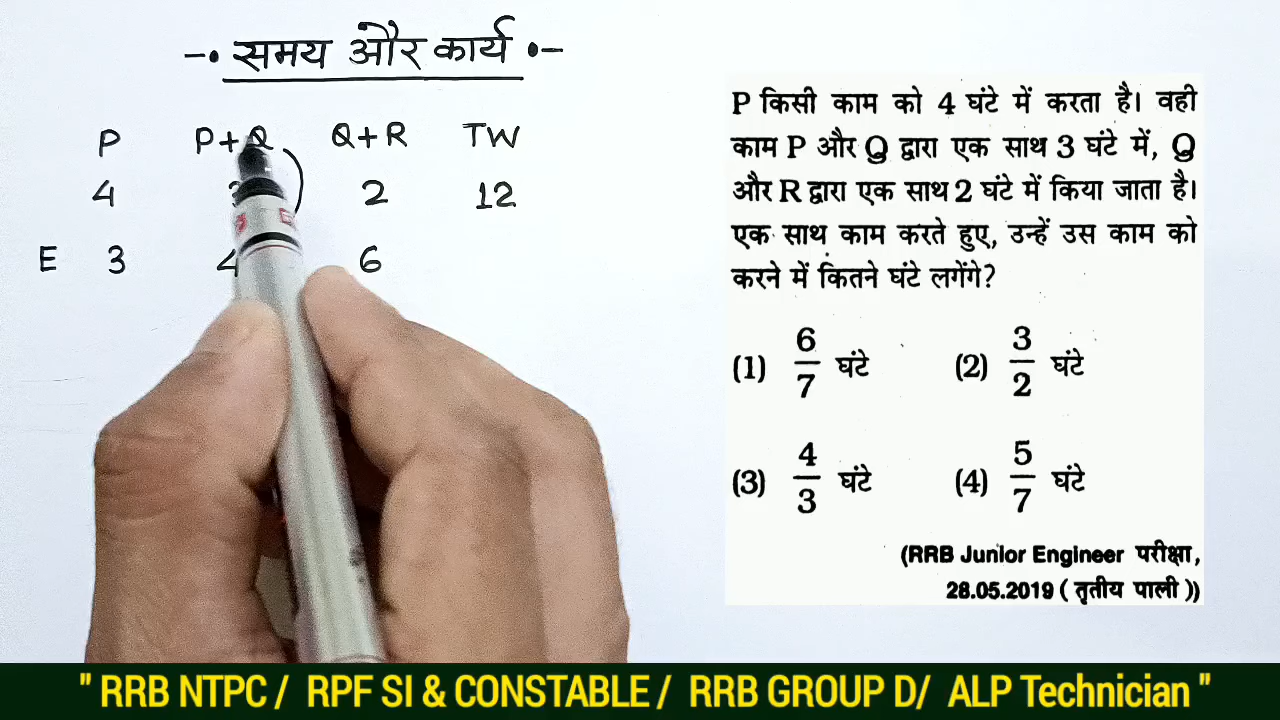 -• समय और कार्य •-
P P+Q Q+R TW
4 2 12
E 3 4 6
P किसी काम को 4 घंटे में करता है। वही
काम P और Q द्वारा एक साथ 3 घंटे में, Q
और R द्वारा एक साथ 2 घंटे में किया जाता है।
एक साथ काम करते हुए, उन्हें उस काम को
करने में कितने घंटे लगेंगे?
(1) 6/7 घंटे (2) 3/2 घंटे
(3) 4/3 घंटे (4) 5/7 घंटे
(RRB Junior Engineer परीक्षा,
28.05.2019 ( तृतीय पाली ))
" RRB NTPC / RPF SI & CONSTABLE / RRB GROUP D/ ALP Technician "